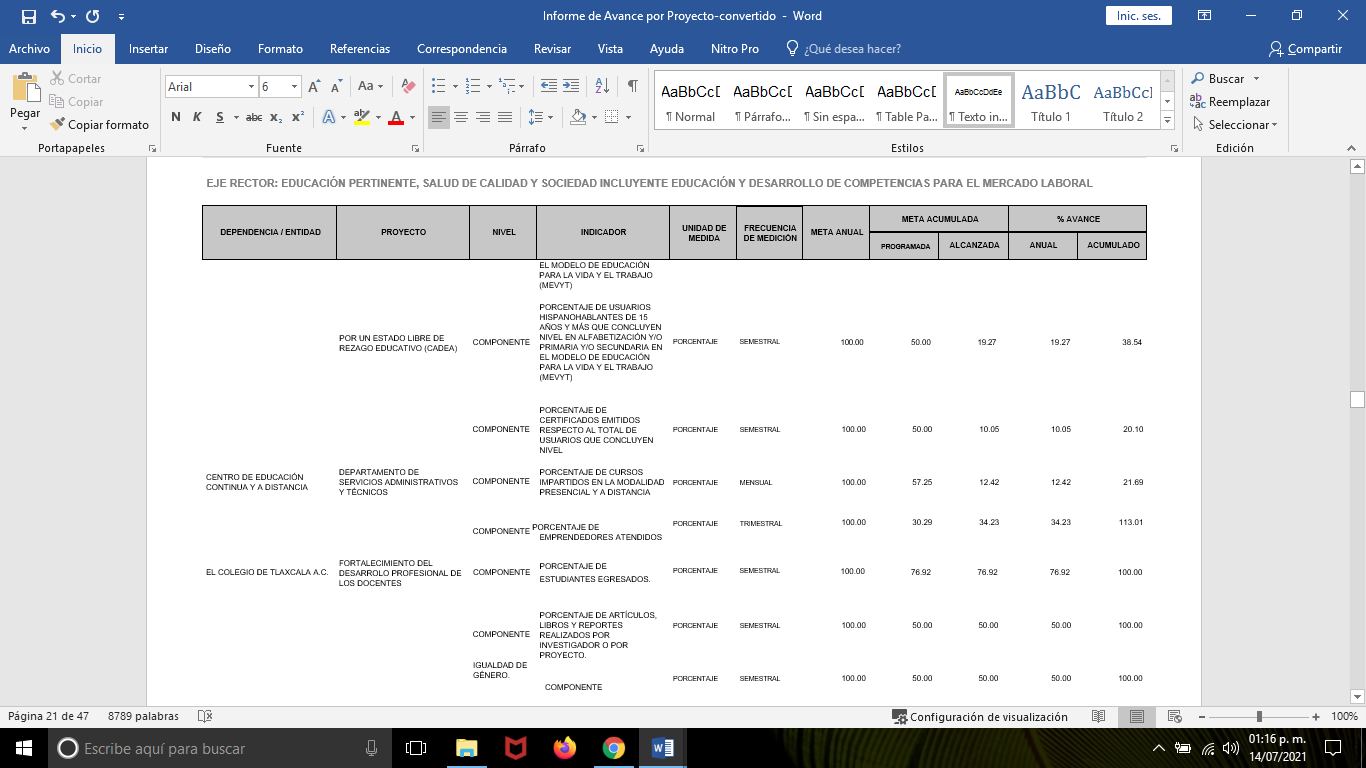 Informe de Avance por Proyecto-convertido - Word
Inic. ses.
Archivo Inicio Insertar Diseño Formato Referencias Correspondencia Revisar Vista Ayuda Nitro Pro ¿Qué desea hacer? Compartir
Pegar
Cortar
Copiar
Copiar formato
Portapapeles
Arial 6
N K S abc x₂ x²
Fuente
Párrafo
AaBbCcI AaBbCcI AaBbCcI AaBbCcI AaBbCcDdEe AaBbC AaBbCcI
¶ Normal ¶ Párrafo... ¶ Sin espa... ¶ Table Pa... ¶ Texto in... Título 1 Título 2
Estilos
Buscar
Reemplazar
Seleccionar
Edición
EJE RECTOR: EDUCACIÓN PERTINENTE, SALUD DE CALIDAD Y SOCIEDAD INCLUYENTE EDUCACIÓN Y DESARROLLO DE COMPETENCIAS PARA EL MERCADO LABORAL
DEPENDENCIA / ENTIDAD
PROYECTO
NIVEL
INDICADOR
UNIDAD DE
MEDIDA
FRECUENCIA
DE MEDICIÓN
META ANUAL
META ACUMULADA
PROGRAMADA
ALCANZADA
% AVANCE
ANUAL
ACUMULADO
EL MODELO DE EDUCACIÓN
PARA LA VIDA Y EL TRABAJO
(MEVYT)
POR UN ESTADO LIBRE DE
REZAGO EDUCATIVO (CADEA)
COMPONENTE
PORCENTAJE DE USUARIOS
HISPANOHABLANTES DE 15
AÑOS Y MÁS QUE CONCLUYEN
NIVEL EN ALFABETIZACIÓN Y/O
PRIMARIA Y/O SECUNDARIA EN
EL MODELO DE EDUCACIÓN
PARA LA VIDA Y EL TRABAJO
(MEVYT)
PORCENTAJE SEMESTRAL 100.00 50.00 19.27 19.27 38.54
COMPONENTE
PORCENTAJE DE
CERTIFICADOS EMITIDOS
RESPECTO AL TOTAL DE
USUARIOS QUE CONCLUYEN
NIVEL
PORCENTAJE SEMESTRAL 100.00 50.00 10.05 10.05 20.10
CENTRO DE EDUCACIÓN
CONTINUA Y A DISTANCIA
DEPARTAMENTO DE
SERVICIOS ADMINISTRATIVOS
Y TÉCNICOS
COMPONENTE
PORCENTAJE DE CURSOS
IMPARTIDOS EN LA MODALIDAD
PRESENCIAL Y A DISTANCIA
PORCENTAJE MENSUAL 100.00 57.25 12.42 12.42 21.69
COMPONENTE
PORCENTAJE DE
EMPRENDEDORES ATENDIDOS
PORCENTAJE TRIMESTRAL 100.00 30.29 34.23 34.23 113.01
EL COLEGIO DE TLAXCALA A.C.
FORTALECIMIENTO DEL
DESARROLO PROFESIONAL DE
LOS DOCENTES
COMPONENTE
PORCENTAJE DE
ESTUDIANTES EGRESADOS.
PORCENTAJE SEMESTRAL 100.00 76.92 76.92 76.92 100.00
COMPONENTE
PORCENTAJE DE ARTÍCULOS,
LIBROS Y REPORTES
REALIZADOS POR
INVESTIGADOR O POR
PROYECTO.
PORCENTAJE SEMESTRAL 100.00 50.00 50.00 50.00 100.00
IGUALDAD DE
GÉNERO.
COMPONENTE
PORCENTAJE SEMESTRAL 100.00 50.00 50.00 50.00 100.00
Página 21 de 47 8789 palabras Configuración de visualización 100%
Escribe aquí para buscar
01:16 p. m.
14/07/2021